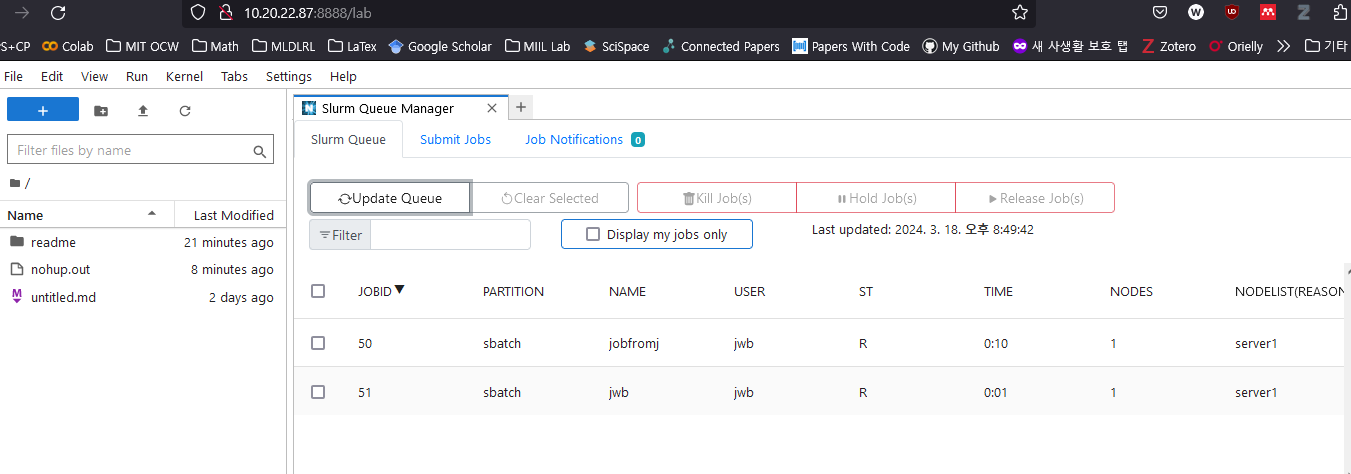 10.20.22.87:8888/lab
PS+CP Colab MIT OCW Math MLDLRL LaTex Google Scholar MIIL Lab SciSpace Connected Papers Papers With Code My Github 새 사생활 보호 탭 Zotero Orielly 기타
File Edit View Run Kernel Tabs Settings Help
Slurm Queue Manager
Slurm Queue Submit Jobs Job Notifications 0
Filter files by name
/
Update Queue Clear Selected Kill Job(s) Hold Job(s) Release Job(s)
Name Last Modified
Filter Display my jobs only Last updated: 2024. 3. 18. 오후 8:49:42
readme 21 minutes ago
nohup.out 8 minutes ago
untitled.md 2 days ago
JOBID PARTITION NAME USER ST TIME NODES NODELIST(REASON
50 sbatch jobfromj jwb R 0:10 1 server1
51 sbatch jwb jwb R 0:01 1 server1